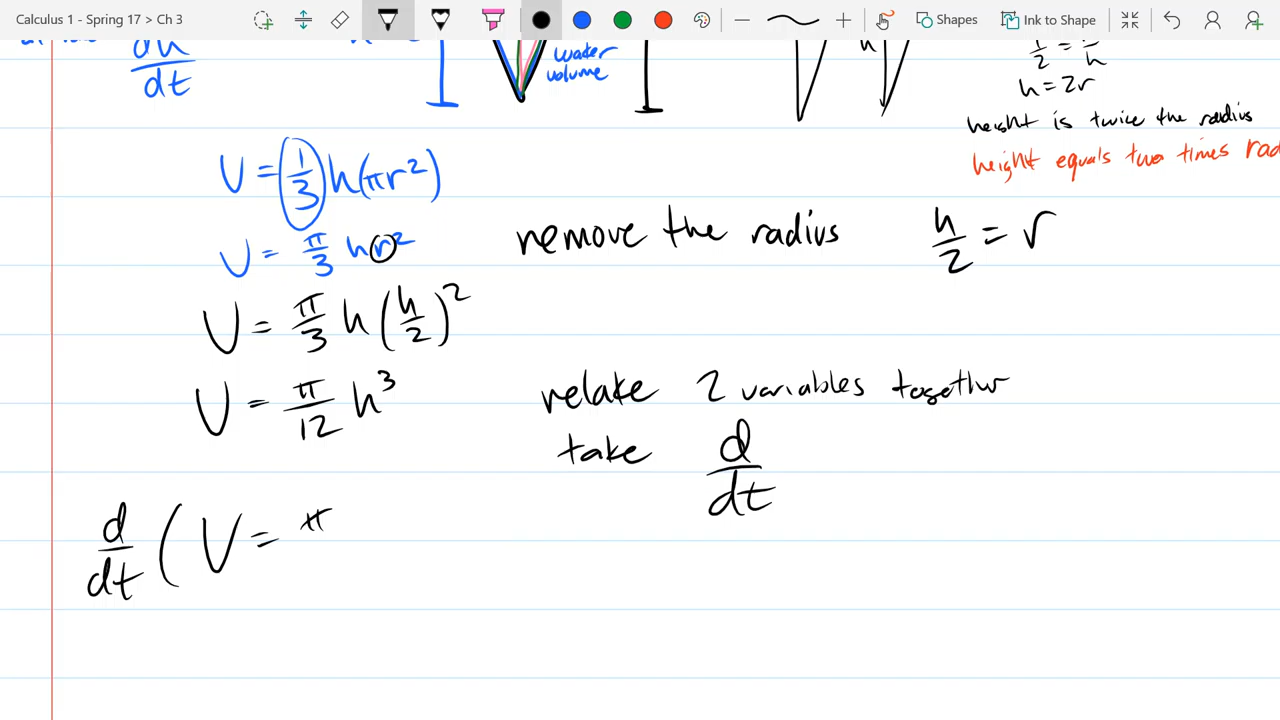 Calculus 1 - Spring 17 > Ch 3
Shapes
Ink to Shape
dh/dt
water
volume
h
1/2 = r/h
h = 2r
height is twice the radius
height equals two times rad
V = 1/3 h(πr²)
V = π/3 hr²
remove the radius
h/2 = r
V = π/3 h(h/2)²
V = π/12 h³
relate 2 variables together
take d/dt
d/dt ( V = π